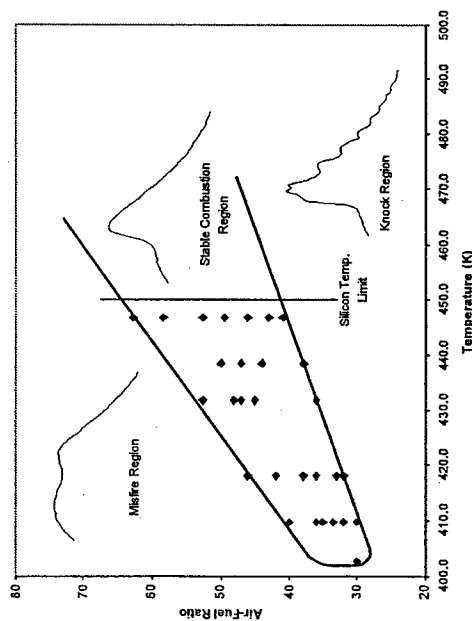 Air-Fuel Ratio
80
70
60
50
40
30
20
Misfire Region
Stable Combustion
Region
Silicon Temp.
Limit
Knock Region
400.0
410.0
420.0
430.0
440.0
450.0
460.0
470.0
480.0
490.0
500.0
Temperature (K)